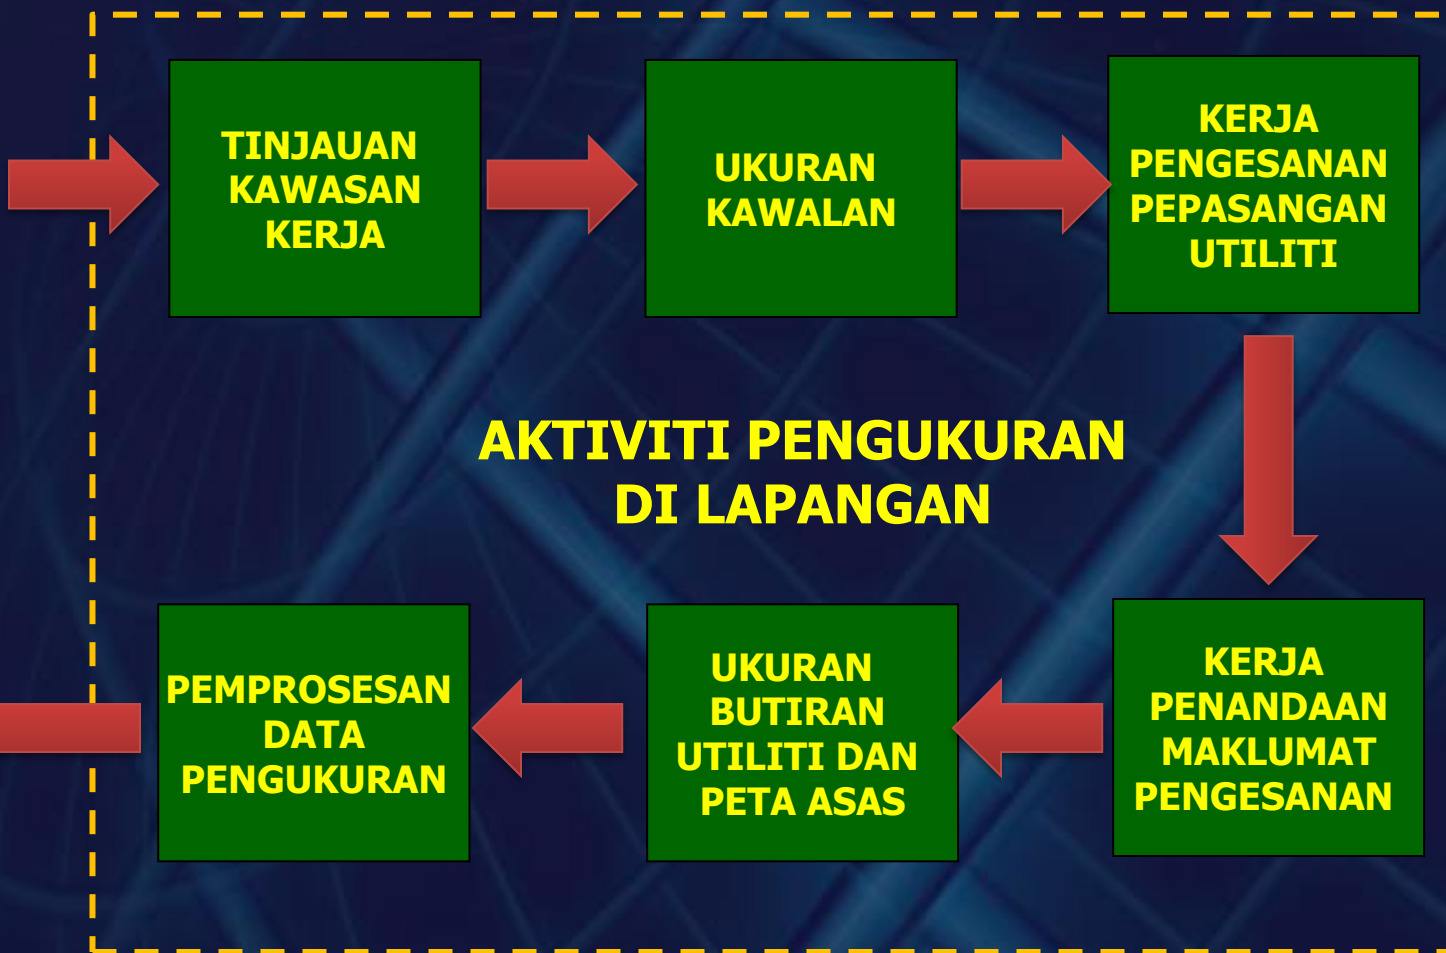 TINJAUAN
KAWASAN
KERJA
UKURAN
KAWALAN
KERJA
PENGESANAN
PEPASANGAN
UTILITI
AKTIVITI PENGUKURAN
DI LAPANGAN
PEMPROSESAN
DATA
PENGUKURAN
UKURAN
BUTIRAN
UTILITI DAN
PETA ASAS
KERJA
PENANDAAN
MAKLUMAT
PENGESANAN